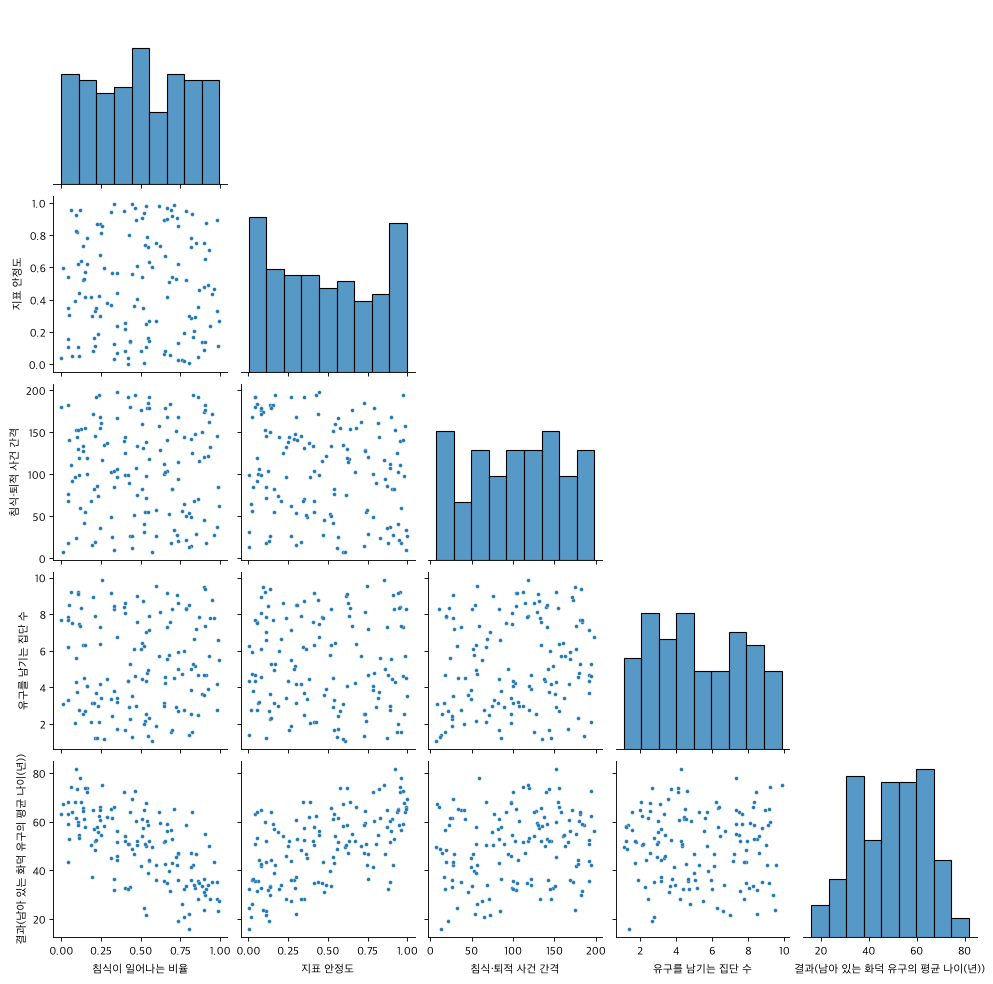 1.0
0.8
0.6
0.4
0.2
0.0
지표 안정도
200
150
100
50
0
침식·퇴적 사건 간격
10
8
6
4
2
유구를 남기는 집단 수
80
60
40
20
결과(남아 있는 화덕 유구의 평균 나이(년))
0.00 0.25 0.50 0.75 1.00
침식이 일어나는 비율
0.00 0.25 0.50 0.75 1.00
지표 안정도
0 50 100 150 200
침식·퇴적 사건 간격
2 4 6 8 10
유구를 남기는 집단 수
20 40 60 80
결과(남아 있는 화덕 유구의 평균 나이(년))